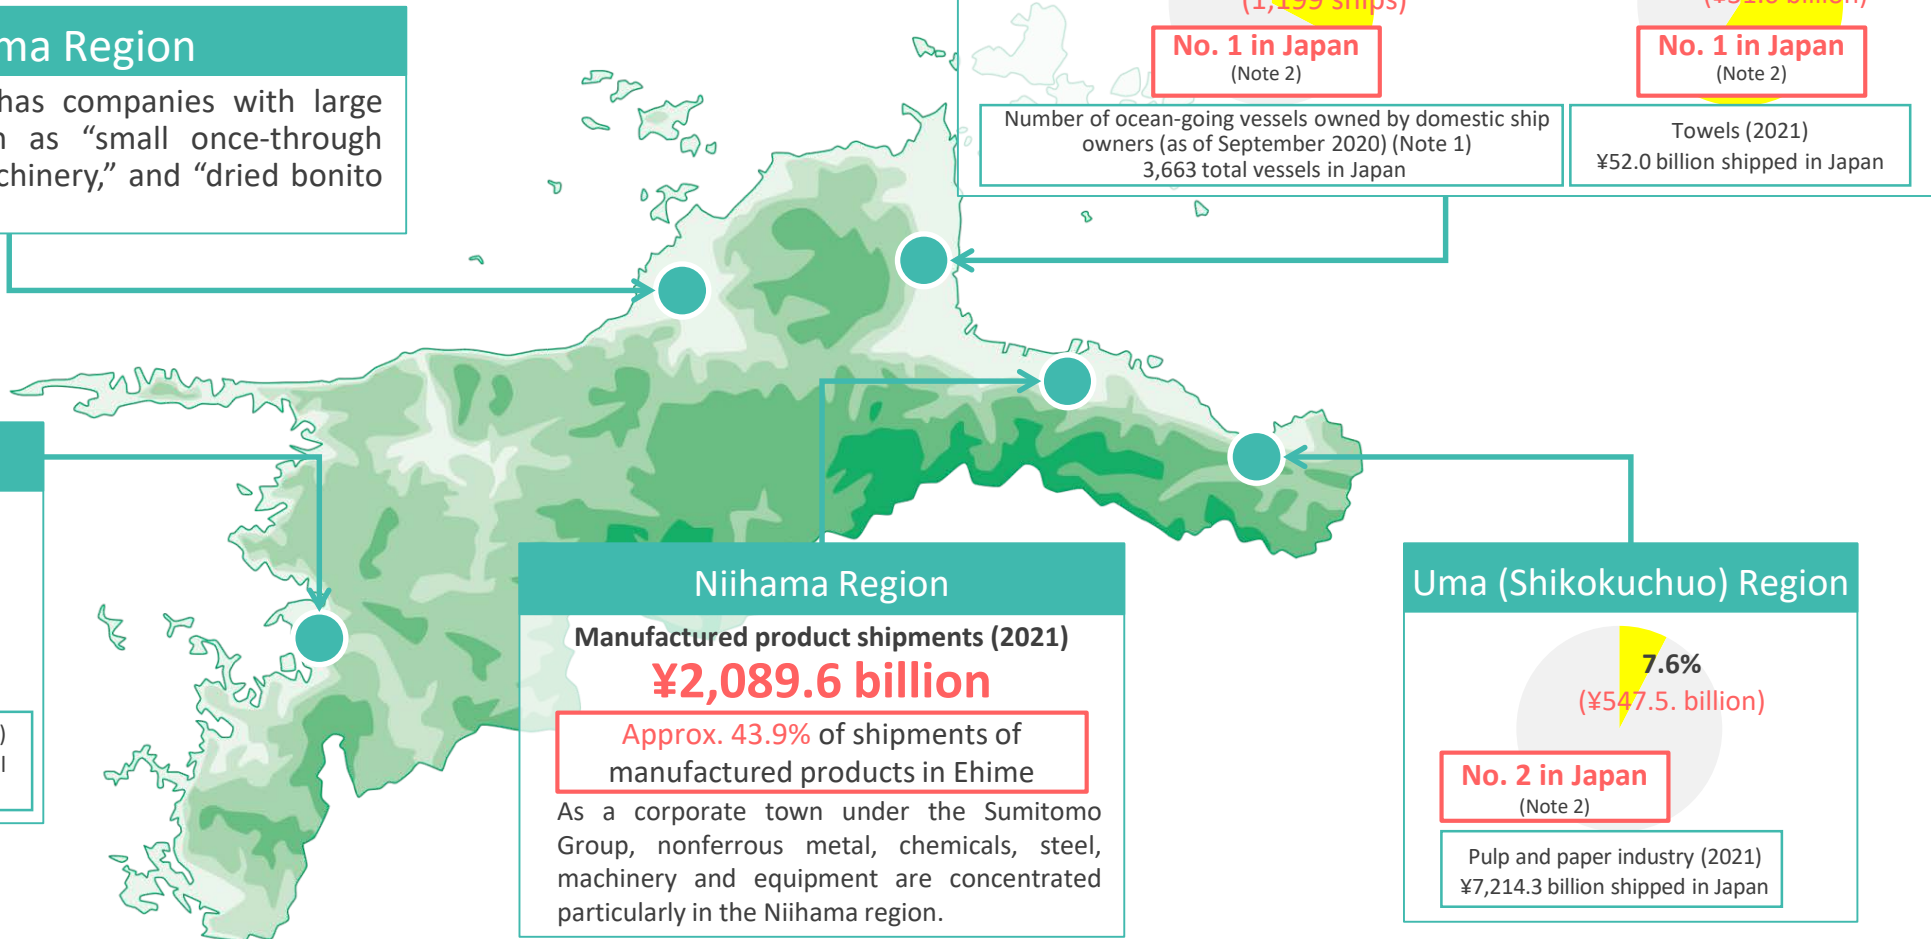 ma Region
has companies with large
as “small once-through
and “dried bonito
ships)
No. 1 in Japan
(Note 2)
Number of ocean-going vessels owned by domestic ship
owners (as of September 2020) (Note 1)
3,663 total vessels in Japan
billion)
No. 1 in Japan
(Note 2)
Towels (2021)
¥52.0 billion shipped in Japan
)
Niihama Region
Manufactured product shipments (2021)
¥2,089.6 billion
Approx. 43.9% of shipments of
manufactured products in Ehime
As a corporate town under the Sumitomo
Group, nonferrous metal, chemicals, steel,
machinery and equipment are concentrated
particularly in the Niihama region.
Uma (Shikokuchuo) Region
7.6%
(¥547.5. billion)
No. 2 in Japan
(Note 2)
Pulp and paper industry (2021)
¥7,214.3 billion shipped in Japan